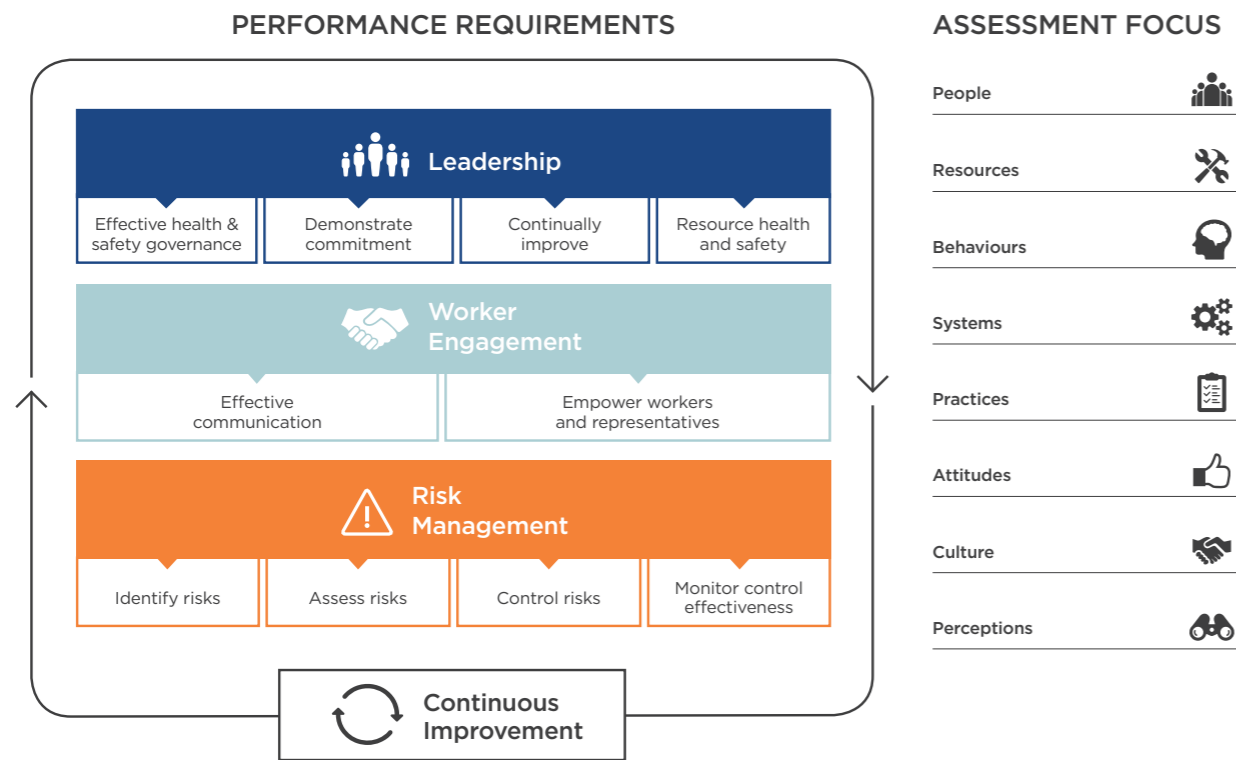 PERFORMANCE REQUIREMENTS
Leadership
Effective health &
safety governance
Demonstrate
commitment
Continually
improve
Resource health
and safety
Worker
Engagement
Effective
communication
Empower workers
and representatives
Risk
Management
Identify risks
Assess risks
Control risks
Monitor control
effectiveness
Continuous
Improvement
ASSESSMENT FOCUS
People
Resources
Behaviours
Systems
Practices
Attitudes
Culture
Perceptions